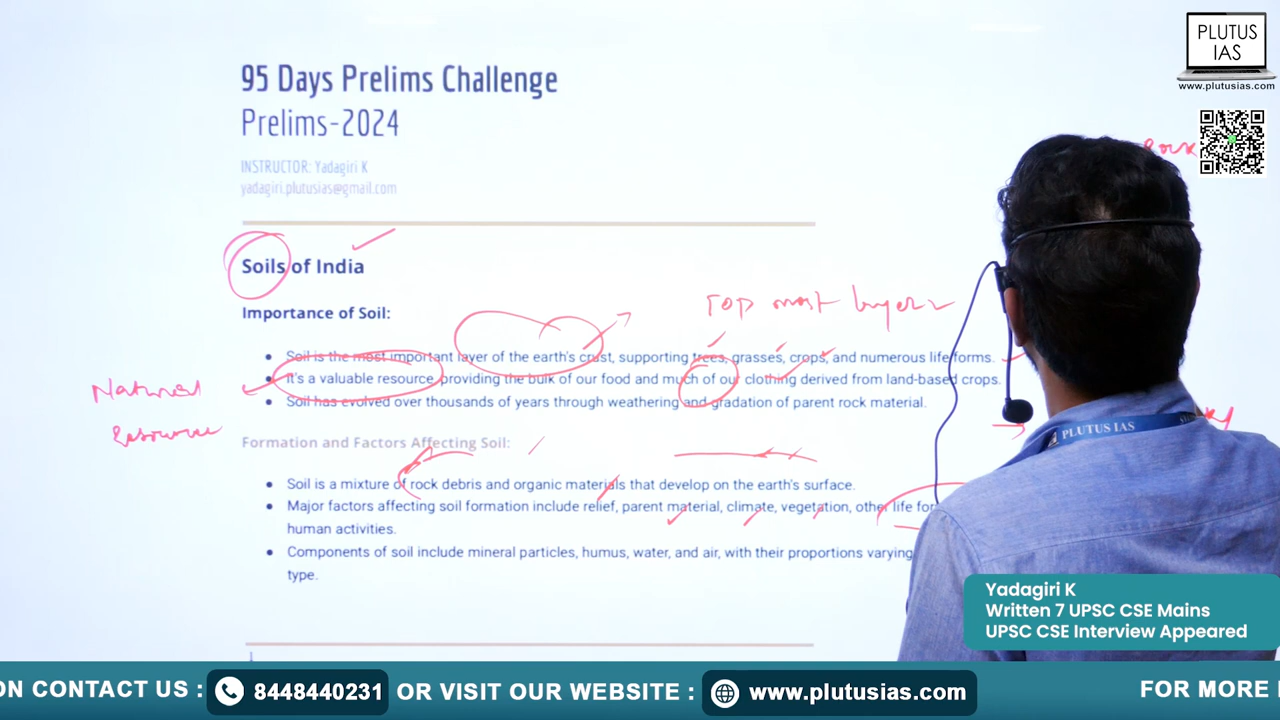 PLUTUS
IAS
www.plutusias.com
95 Days Prelims Challenge
Prelims-2024
INSTRUCTOR: Yadagiri K
yadagiri.plutusias@gmail.com
Soils of India
Top most layer
Importance of Soil:
Soil is the most important layer of the earth's crust, supporting trees, grasses, crops, and numerous life forms.
It's a valuable resource, providing the bulk of our food and much of our clothing derived from land-based crops.
Soil has evolved over thousands of years through weathering and gradation of parent rock material.
Natural
Resource
PLUTUS IAS
Formation and Factors Affecting Soil:
Soil is a mixture of rock debris and organic materials that develop on the earth's surface.
Major factors affecting soil formation include relief, parent material, climate, vegetation, other life for
human activities.
Components of soil include mineral particles, humus, water, and air, with their proportions varying
type.
Yadagiri K
Written 7 UPSC CSE Mains
UPSC CSE Interview Appeared
ON CONTACT US : 8448440231 OR VISIT OUR WEBSITE : www.plutusias.com FOR MORE